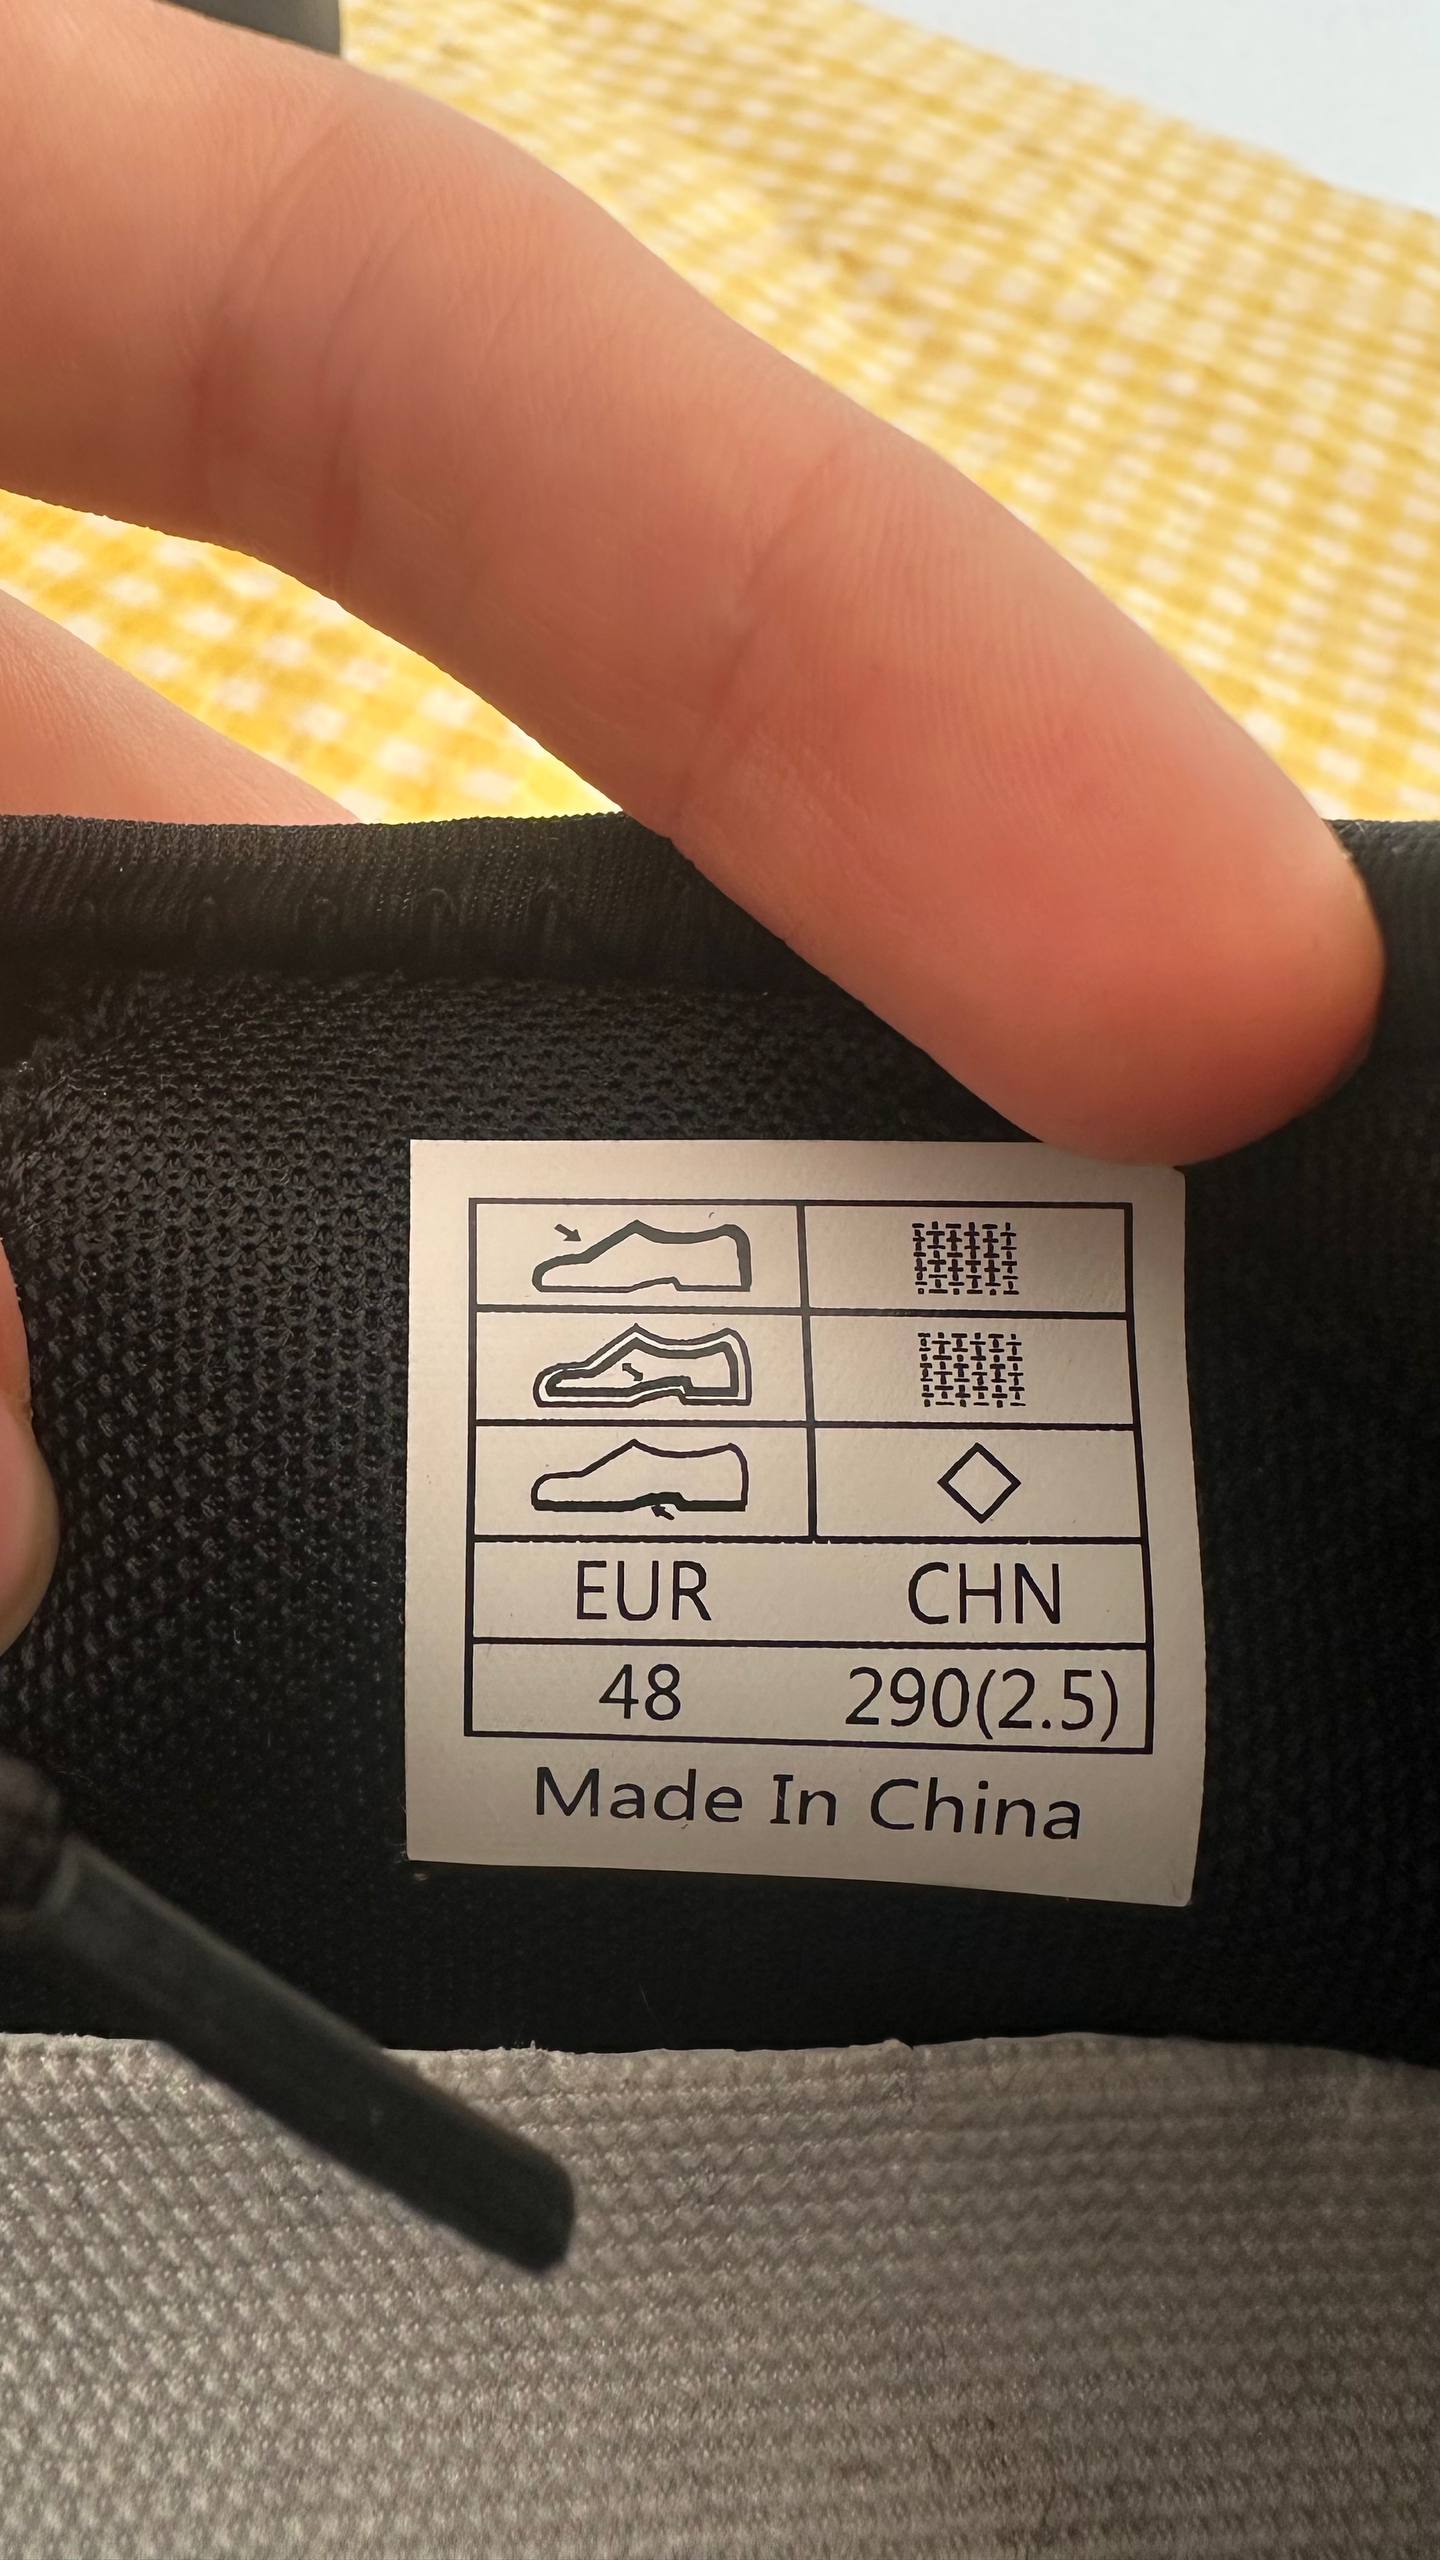 EUR CHN
48 290(2.5)
Made In China